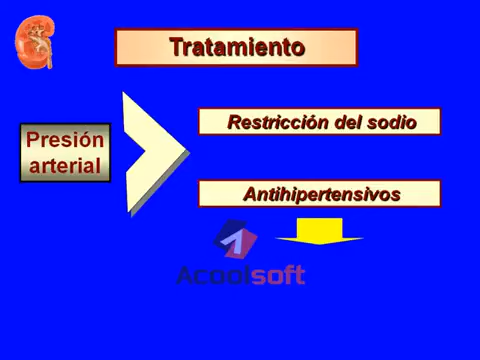 Tratamiento
Presión
arterial
Restricción del sodio
Antihipertensivos
Acoolsoft